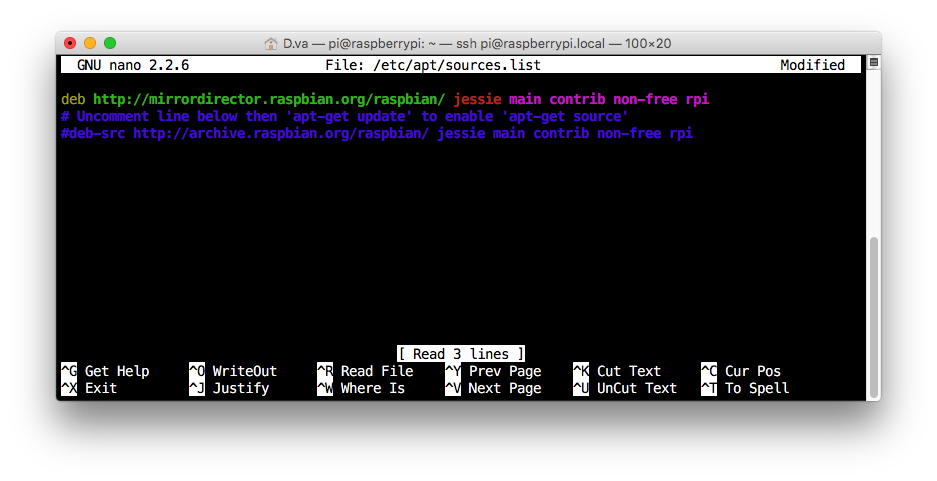 D.va — pi@raspberrypi: ~ — ssh pi@raspberrypi.local — 100×20
GNU nano 2.2.6 File: /etc/apt/sources.list Modified
deb http://mirrordirector.raspbian.org/raspbian/ jessie main contrib non-free rpi
# Uncomment line below then 'apt-get update' to enable 'apt-get source'
#deb-src http://archive.raspbian.org/raspbian/ jessie main contrib non-free rpi
[ Read 3 lines ]
^G Get Help ^O WriteOut ^R Read File ^Y Prev Page ^K Cut Text ^C Cur Pos
^X Exit ^J Justify ^W Where Is ^V Next Page ^U UnCut Text ^T To Spell